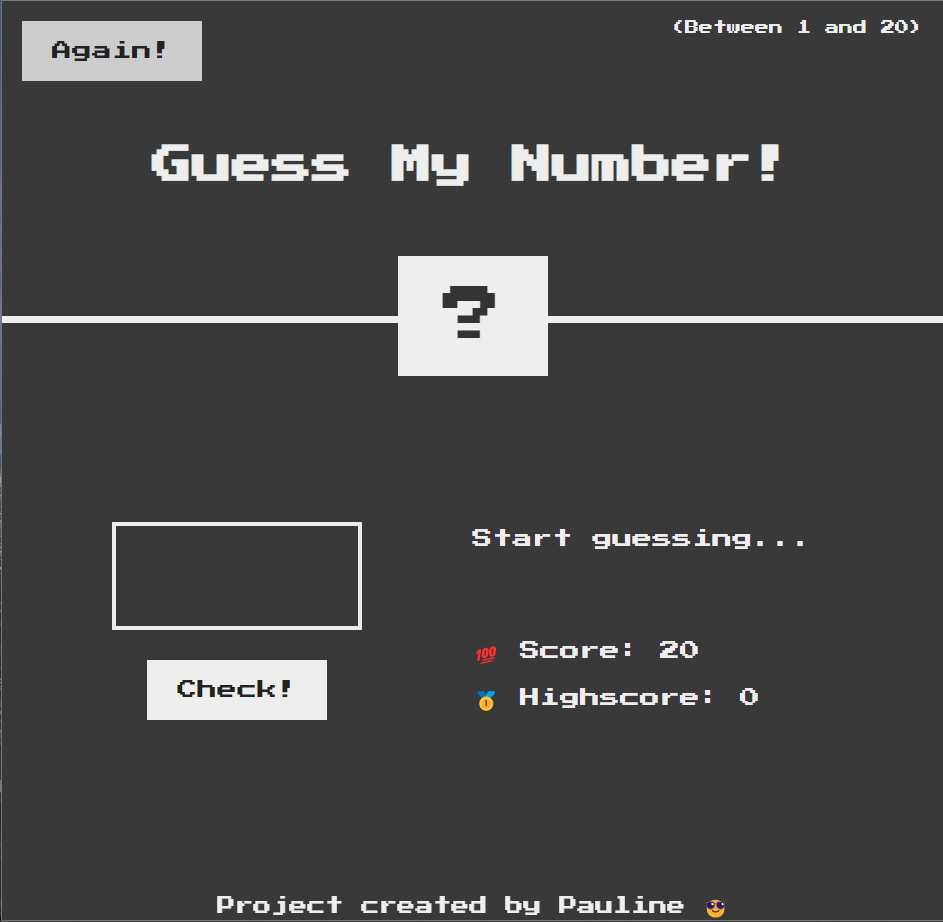 Again!
(Between 1 and 20)
Guess My Number!
?
Start guessing...
Check!
💯 Score: 20
🥇 Highscore: 0
Project created by Pauline 😎